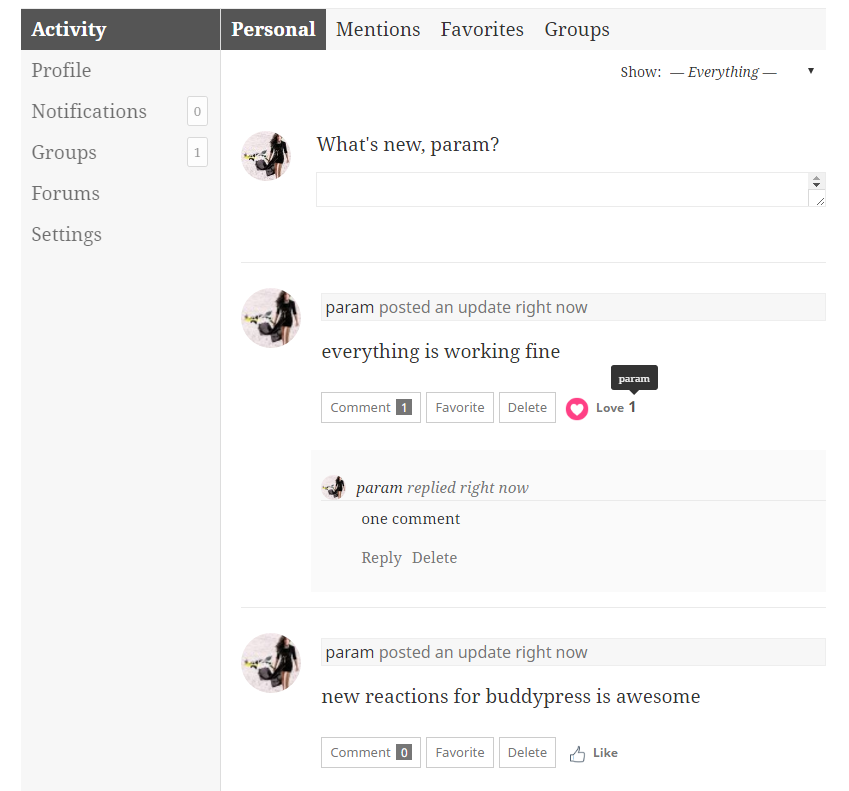 Activity
Personal Mentions Favorites Groups
Profile
Notifications 0
Groups 1
Forums
Settings
Show: — Everything —
What's new, param?
param posted an update right now
everything is working fine
param
Comment 1 Favorite Delete Love 1
param replied right now
one comment
Reply Delete
param posted an update right now
new reactions for buddypress is awesome
Comment 0 Favorite Delete Like